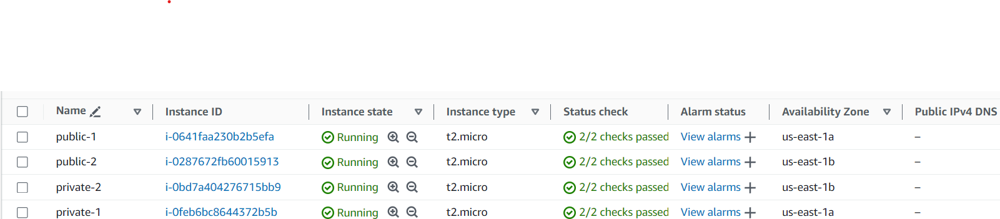 Name Instance ID Instance state Instance type Status check Alarm status Availability Zone Public IPv4 DNS
public-1 i-0641faa230b2b5efa Running t2.micro 2/2 checks passed View alarms + us-east-1a –
public-2 i-0287672fb60015913 Running t2.micro 2/2 checks passed View alarms + us-east-1b –
private-2 i-0bd7a404276715bb9 Running t2.micro 2/2 checks passed View alarms + us-east-1b –
private-1 i-0feb6bc8644372b5b Running t2.micro 2/2 checks passed View alarms + us-east-1a –